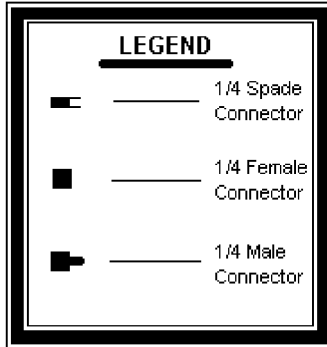 LEGEND
1/4 Spade
Connector
1/4 Female
Connector
1/4 Male
Connector